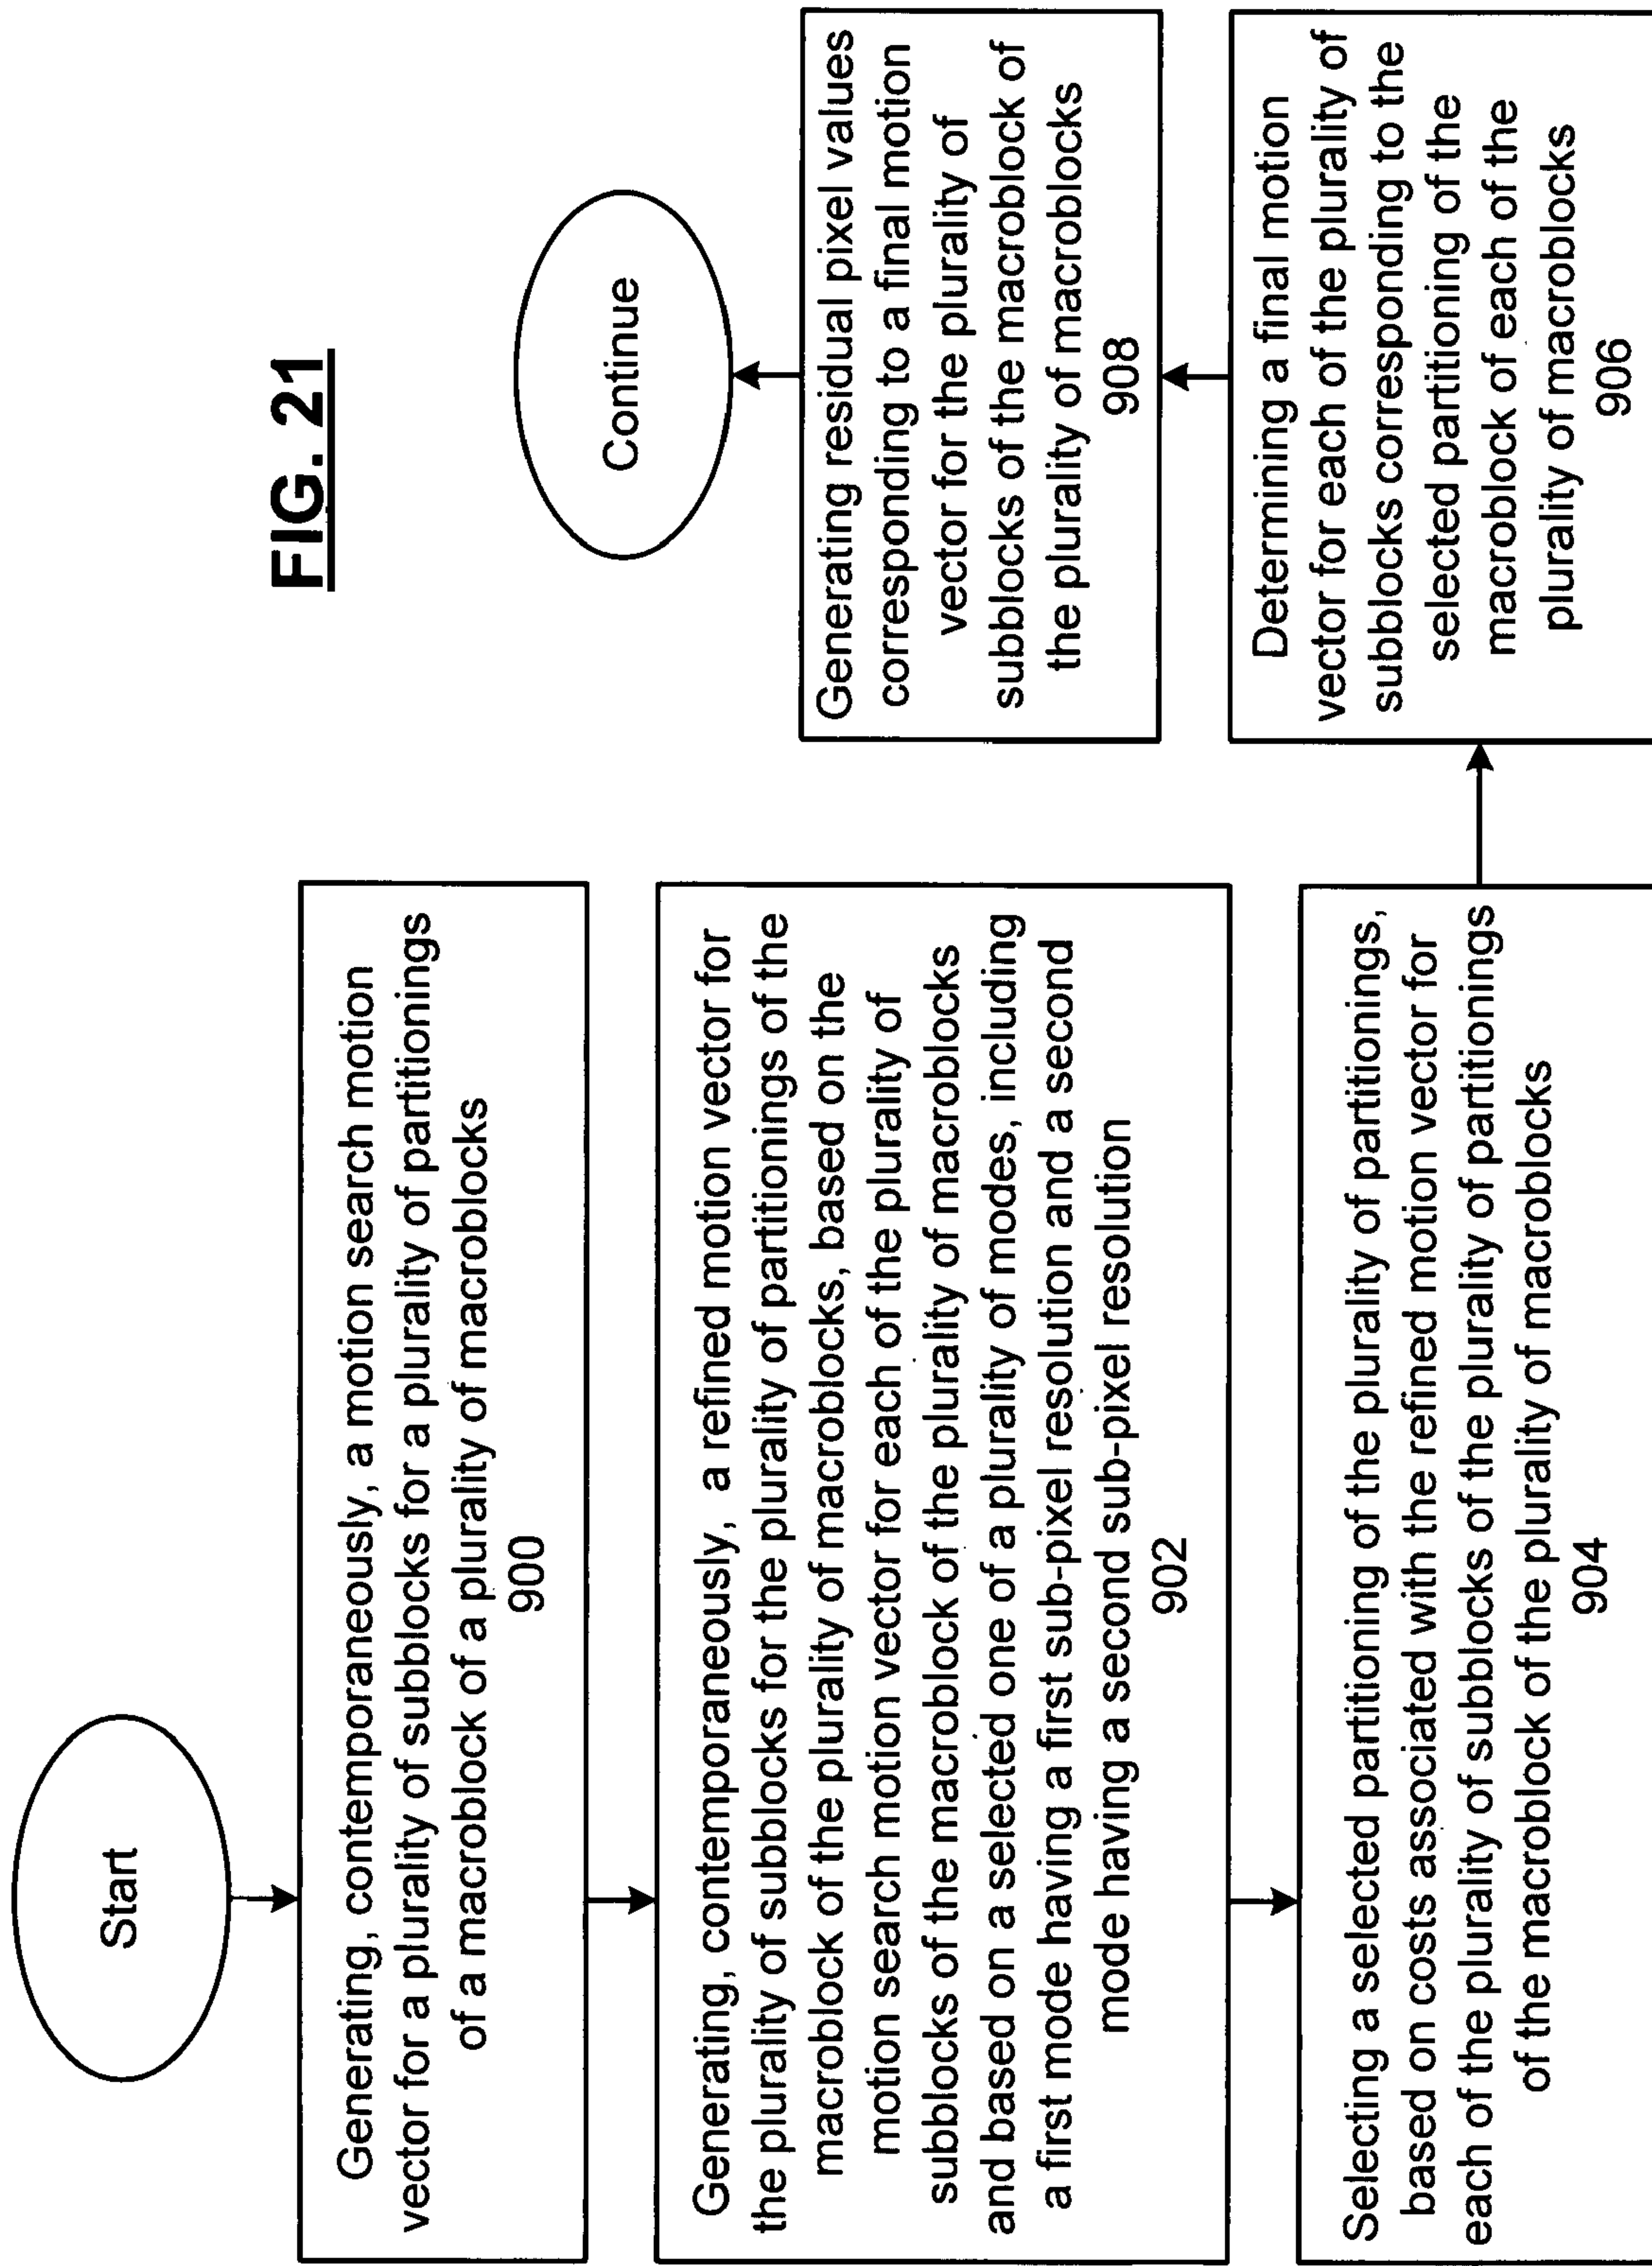 FIG. 21
Start
Generating, contemporaneously, a motion search motion
vector for a plurality of subblocks for a plurality of partitionings
of a macroblock of a plurality of macroblocks
900
Generating, contemporaneously, a refined motion vector for
the plurality of subblocks for the plurality of partitionings of the
macroblock of the plurality of macroblocks, based on the
motion search motion vector for each of the plurality of
subblocks of the macroblock of the plurality of macroblocks
and based on a selected one of a plurality of modes, including
a first mode having a first sub-pixel resolution and a second
mode having a second sub-pixel resolution
902
Selecting a selected partitioning of the plurality of partitionings,
based on costs associated with the refined motion vector for
each of the plurality of subblocks of the plurality of partitionings
of the macroblock of the plurality of macroblocks
904
Determining a final motion
vector for each of the plurality of
subblocks corresponding to the
selected partitioning of the
macroblock of each of the
plurality of macroblocks
906
Generating residual pixel values
corresponding to a final motion
vector for the plurality of
subblocks of the macroblock of
the plurality of macroblocks
908
Continue